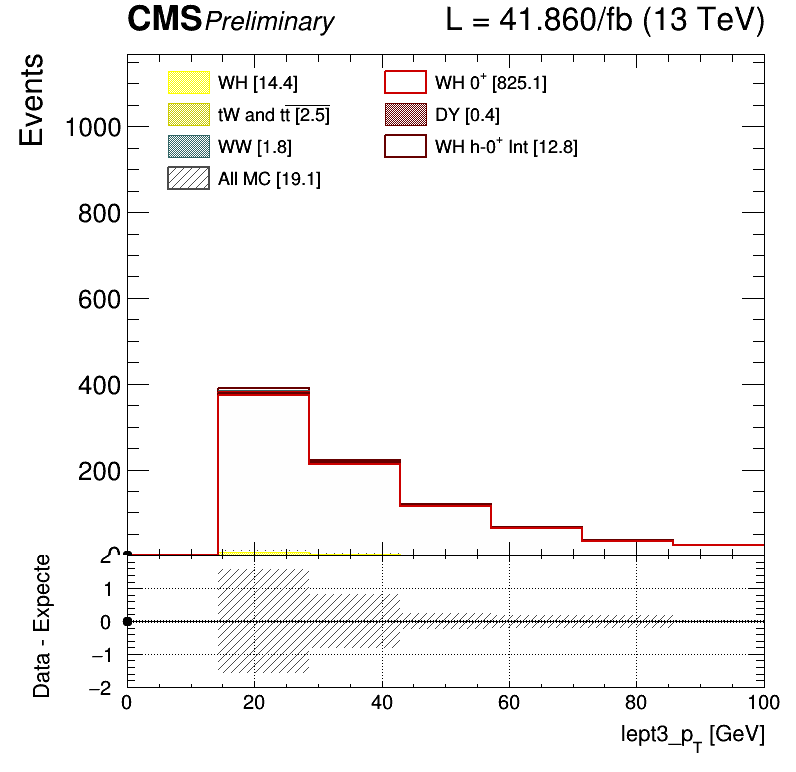 CMS Preliminary L = 41.860/fb (13 TeV)
Events
WH [14.4]
WH 0⁺ [825.1]
tW and tt̅ [2.5]
DY [0.4]
WW [1.8]
WH h-0⁺ Int [12.8]
All MC [19.1]
1000
800
600
400
200
Data - Expecte
2
1
0
−1
−2
0 20 40 60 80 100
lept3_p_T [GeV]